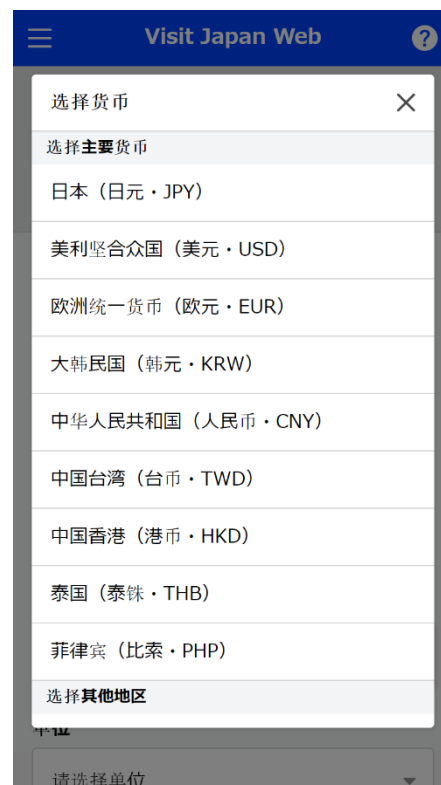 Visit Japan Web
?
选择货币
选择主要货币
日本（日元・JPY）
美利坚合众国（美元・USD）
欧洲统一货币（欧元・EUR）
大韩民国（韩元・KRW）
中华人民共和国（人民币・CNY）
中国台湾（台币・TWD）
中国香港（港币・HKD）
泰国（泰铢・THB）
菲律宾（比索・PHP）
选择其他地区
单位
请选择单位